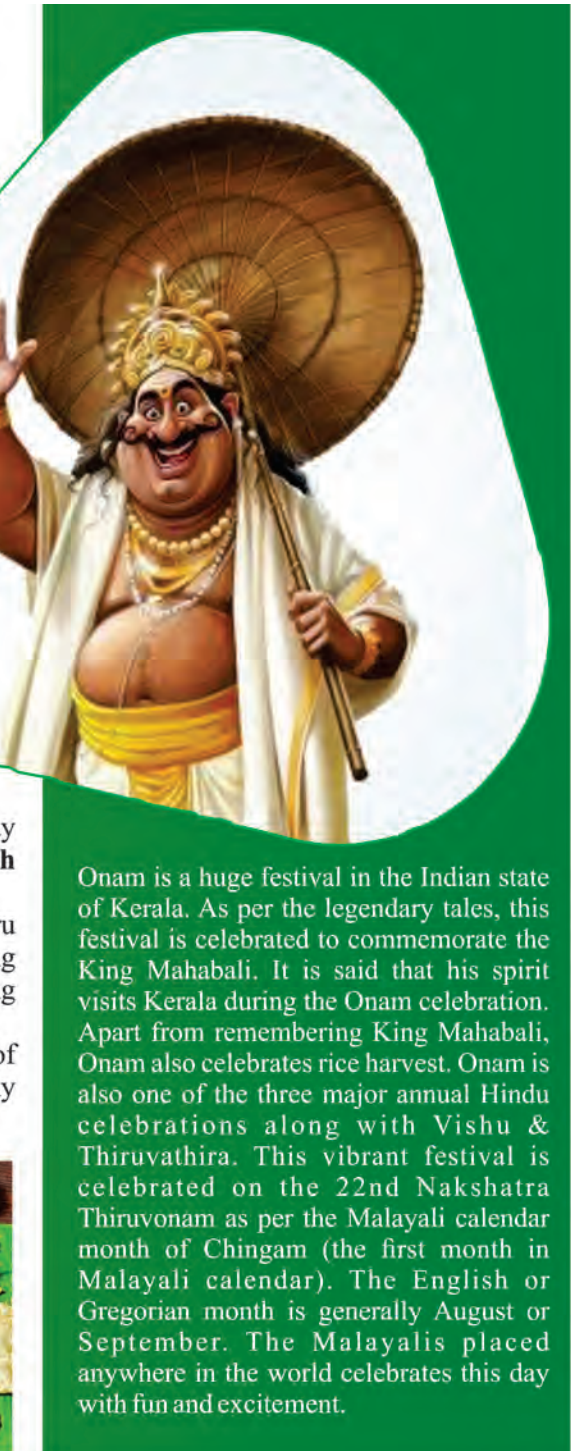 y
h
u
g
g
of
y
Onam is a huge festival in the Indian state
of Kerala. As per the legendary tales, this
festival is celebrated to commemorate the
King Mahabali. It is said that his spirit
visits Kerala during the Onam celebration.
Apart from remembering King Mahabali,
Onam also celebrates rice harvest. Onam is
also one of the three major annual Hindu
celebrations along with Vishu &
Thiruvathira. This vibrant festival is
celebrated on the 22nd Nakshatra
Thiruvonam as per the Malayali calendar
month of Chingam (the first month in
Malayali calendar). The English or
Gregorian month is generally August or
September. The Malayalis placed
anywhere in the world celebrates this day
with fun and excitement.